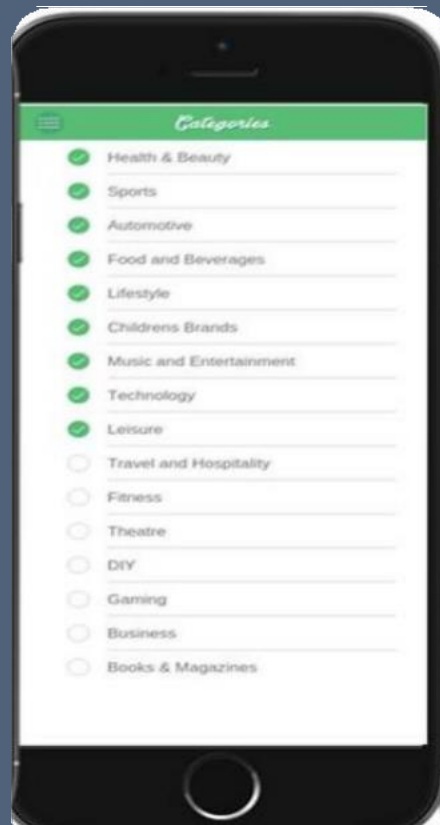 Categories
Health & Beauty
Sports
Automotive
Food and Beverages
Lifestyle
Childrens Brands
Music and Entertainment
Technology
Leisure
Travel and Hospitality
Fitness
Theatre
DIY
Gaming
Business
Books & Magazines